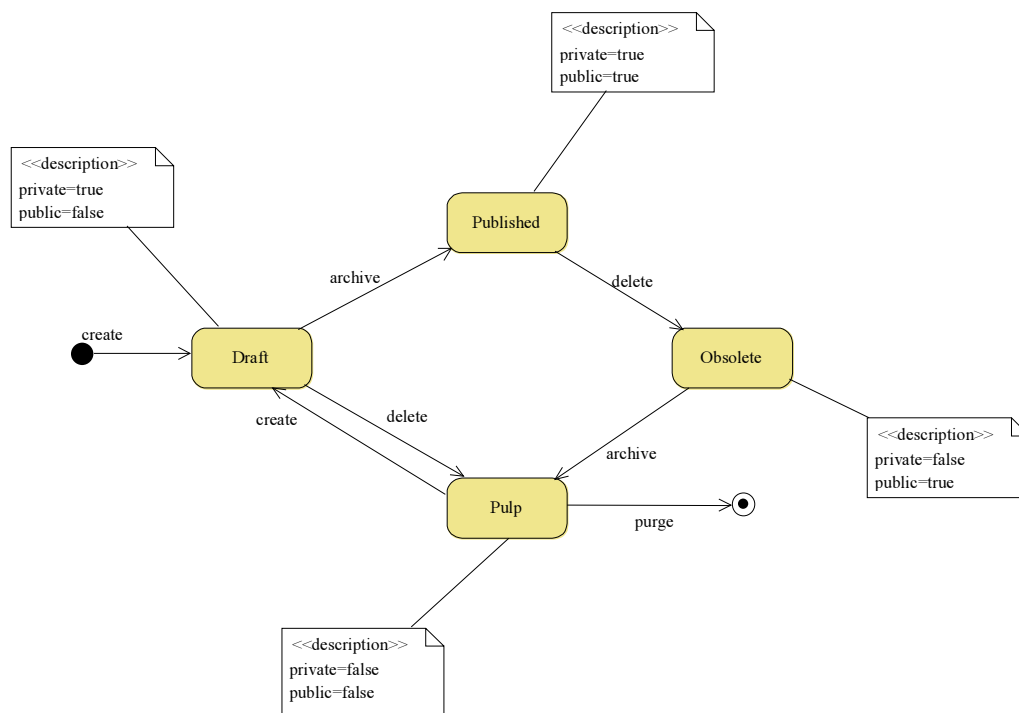 <<description>>
private=true
public=true
<<description>>
private=true
public=false
Published
archive
delete
create
Draft
Obsolete
create
delete
archive
<<description>>
private=false
public=true
Pulp
purge
<<description>>
private=false
public=false